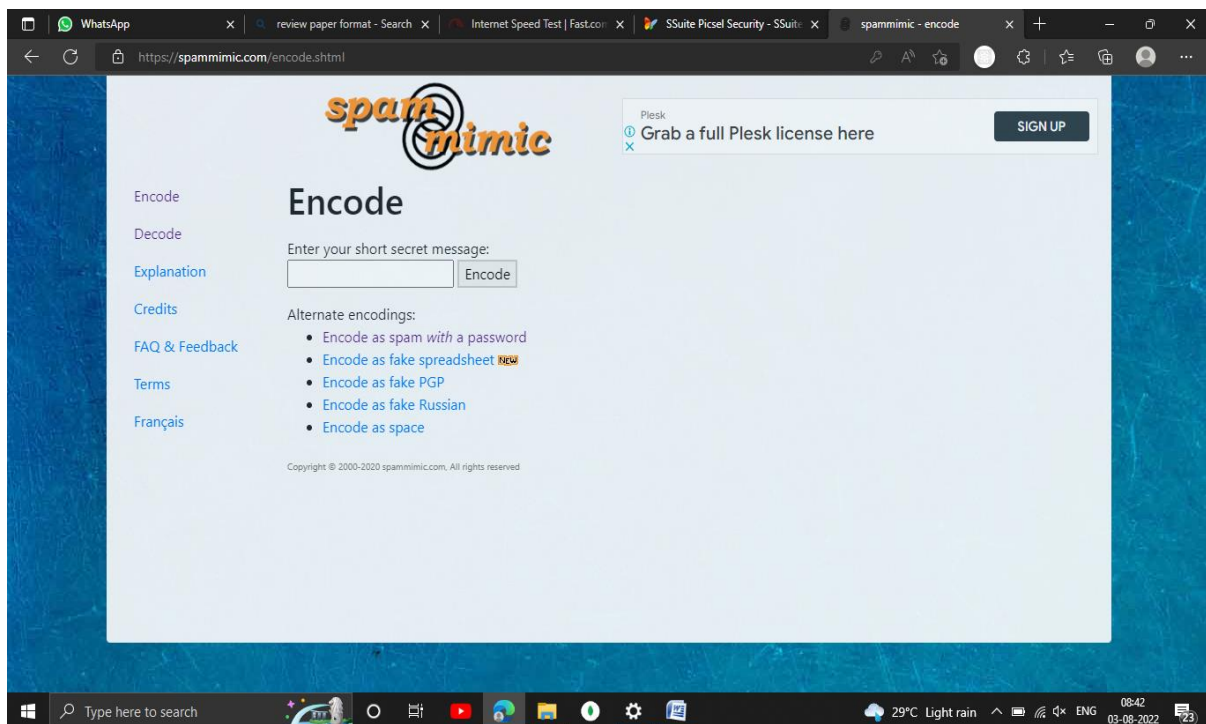 WhatsApp
review paper format - Search
Internet Speed Test | Fast.com
SSuite Picsel Security - SSuite
spammimic - encode
https://spammimic.com/encode.shtml
spam mimic
Plesk
Grab a full Plesk license here
SIGN UP
Encode
Decode
Explanation
Credits
FAQ & Feedback
Terms
Français
Encode
Enter your short secret message:
Encode
Alternate encodings:
Encode as spam with a password
Encode as fake spreadsheet NEW
Encode as fake PGP
Encode as fake Russian
Encode as space
Copyright © 2000-2020 spammimic.com, All rights reserved
Type here to search
29°C Light rain
ENG
08:42
03-08-2022
23